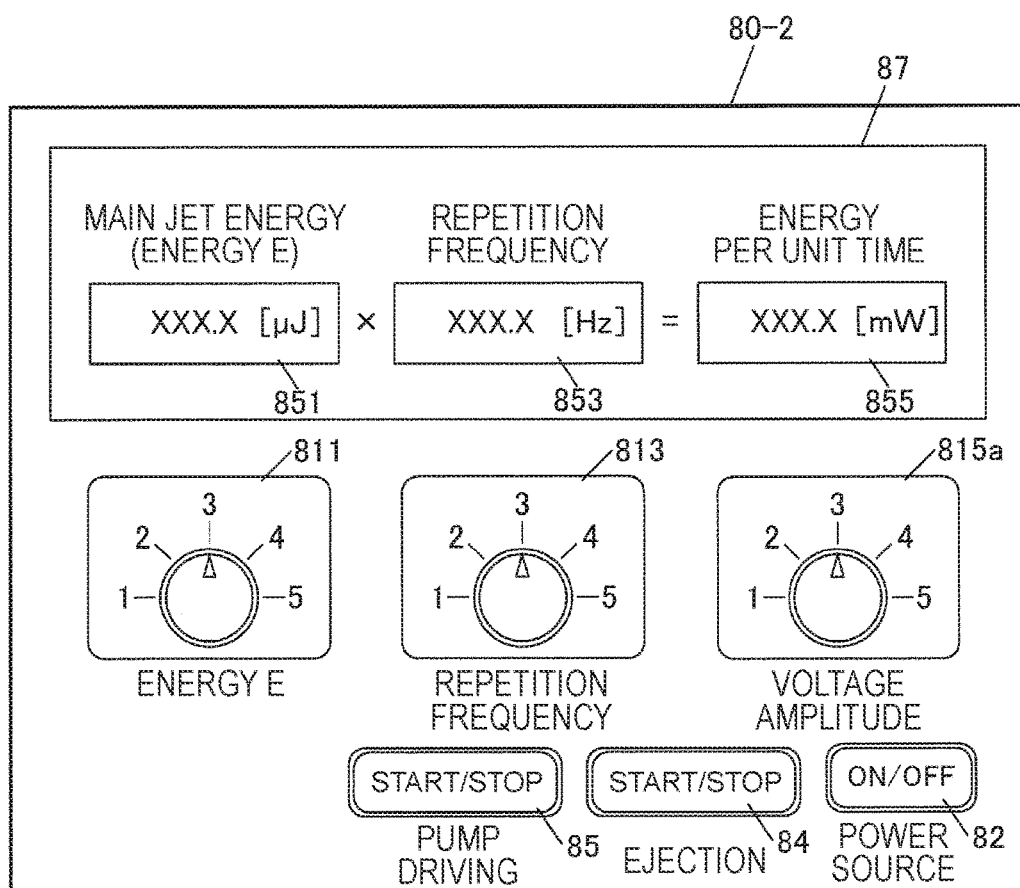 80-2
87
MAIN JET ENERGY REPETITION ENERGY
(ENERGY E) FREQUENCY PER UNIT TIME
XXX.X [µJ] × XXX.X [Hz] = XXX.X [mW]
851 853 855
811 813 815a
3 3 3
2 4 2 4 2 4
1 5 1 5 1 5
ENERGY E REPETITION VOLTAGE
FREQUENCY AMPLITUDE
START/STOP START/STOP ON/OFF
85 84 82
PUMP EJECTION POWER
DRIVING SOURCE